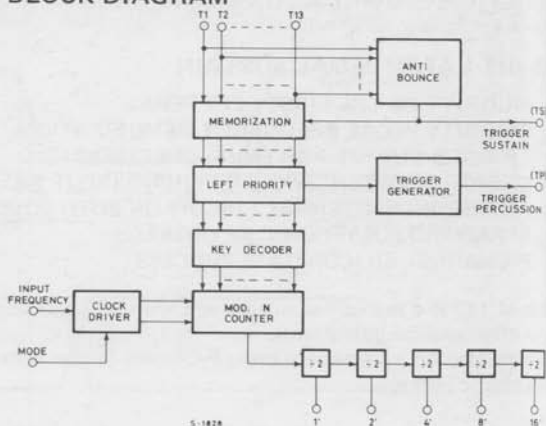 BLOCK DIAGRAM
T1 T2 T13
ANTI
BOUNCE
MEMORIZATION
(TS)
TRIGGER
SUSTAIN
LEFT PRIORITY
TRIGGER
GENERATOR
(TP)
TRIGGER
PERCUSSION
KEY DECODER
INPUT
FREQUENCY
CLOCK
DRIVER
MOD. N
COUNTER
MODE
÷2 ÷2 ÷2 ÷2 ÷2
S-1828
1' 2' 4' 8' 16'